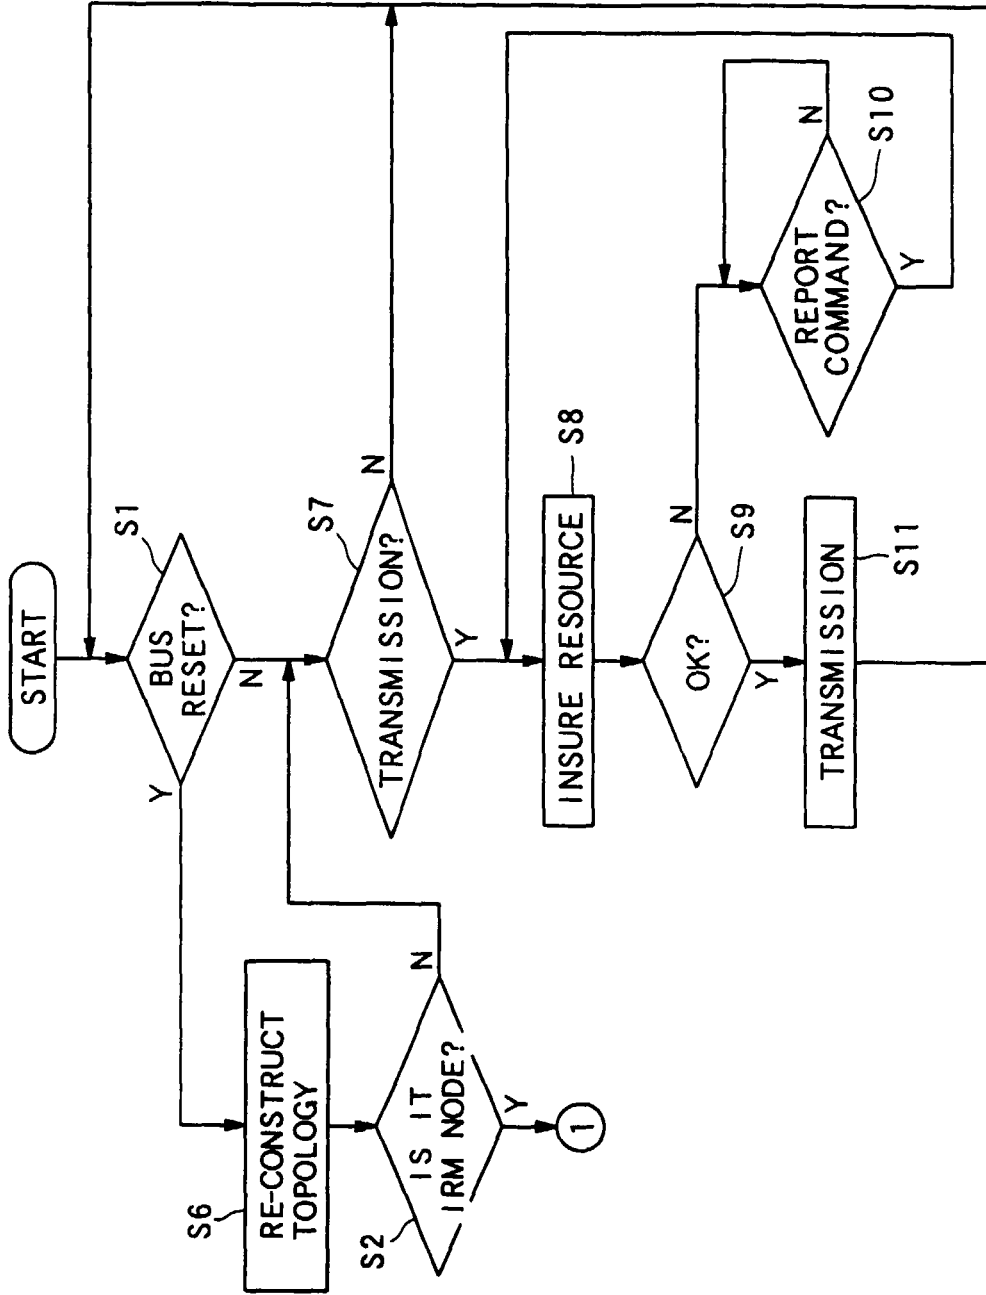 START
S1
BUS
RESET?
Y
N
S6
RE-CONSTRUCT
TOPOLOGY
S2
IS IT
IRM NODE?
N
Y
1
S7
TRANSMISSION?
N
Y
INSURE RESOURCE
S8
OK?
N
S9
Y
REPORT
COMMAND?
N
S10
Y
TRANSMISSION
S11